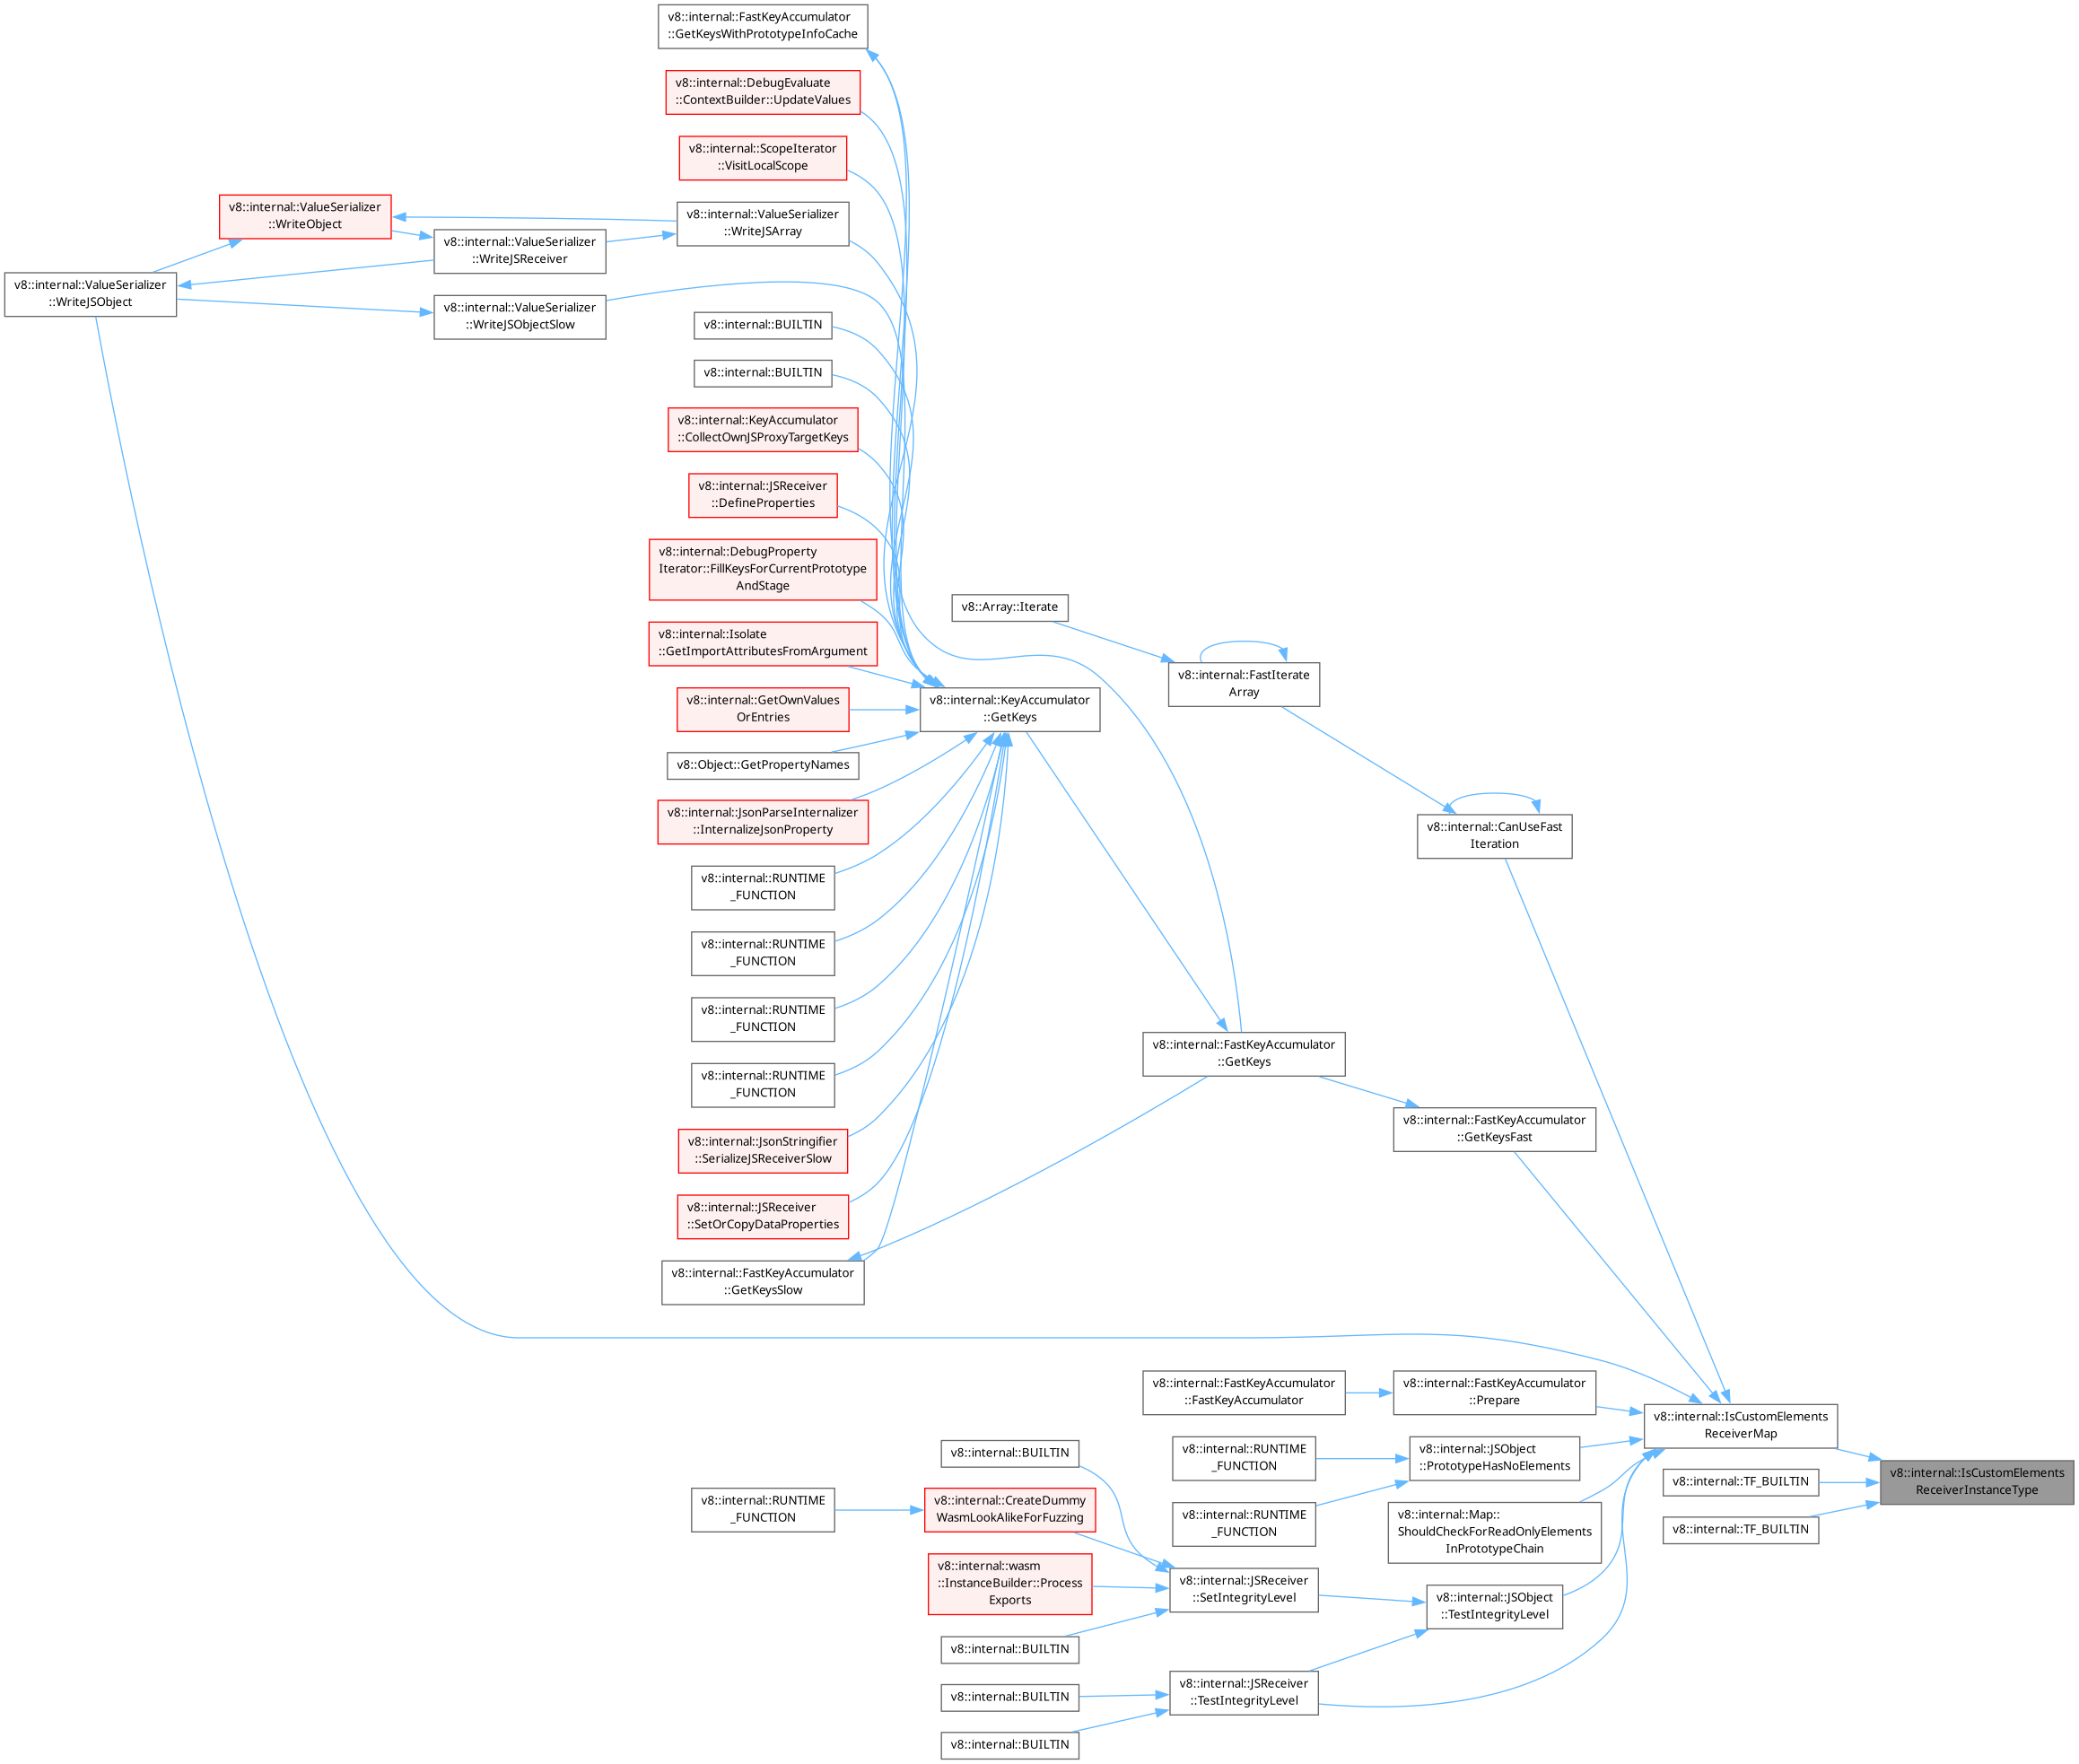 v8::internal::FastKeyAccumulator
::GetKeysWithPrototypeInfoCache
v8::internal::DebugEvaluate
::ContextBuilder::UpdateValues
v8::internal::ScopeIterator
::VisitLocalScope
v8::internal::ValueSerializer
::WriteObject
v8::internal::ValueSerializer
::WriteJSArray
v8::internal::ValueSerializer
::WriteJSReceiver
v8::internal::ValueSerializer
::WriteJSObject
v8::internal::ValueSerializer
::WriteJSObjectSlow
v8::internal::BUILTIN
v8::internal::BUILTIN
v8::internal::KeyAccumulator
::CollectOwnJSProxyTargetKeys
v8::internal::JSReceiver
::DefineProperties
v8::internal::DebugProperty
Iterator::FillKeysForCurrentPrototype
AndStage
v8::Array::Iterate
v8::internal::Isolate
::GetImportAttributesFromArgument
v8::internal::FastIterate
Array
v8::internal::GetOwnValues
OrEntries
v8::internal::KeyAccumulator
::GetKeys
v8::Object::GetPropertyNames
v8::internal::JsonParseInternalizer
::InternalizeJsonProperty
v8::internal::CanUseFast
Iteration
v8::internal::RUNTIME
_FUNCTION
v8::internal::RUNTIME
_FUNCTION
v8::internal::RUNTIME
_FUNCTION
v8::internal::FastKeyAccumulator
::GetKeys
v8::internal::RUNTIME
_FUNCTION
v8::internal::FastKeyAccumulator
::GetKeysFast
v8::internal::JsonStringifier
::SerializeJSReceiverSlow
v8::internal::JSReceiver
::SetOrCopyDataProperties
v8::internal::FastKeyAccumulator
::GetKeysSlow
v8::internal::FastKeyAccumulator
::FastKeyAccumulator
v8::internal::FastKeyAccumulator
::Prepare
v8::internal::IsCustomElements
ReceiverMap
v8::internal::BUILTIN
v8::internal::RUNTIME
_FUNCTION
v8::internal::JSObject
::PrototypeHasNoElements
v8::internal::TF_BUILTIN
v8::internal::IsCustomElements
ReceiverInstanceType
v8::internal::RUNTIME
_FUNCTION
v8::internal::CreateDummy
WasmLookAlikeForFuzzing
v8::internal::RUNTIME
_FUNCTION
v8::internal::Map::
ShouldCheckForReadOnlyElements
InPrototypeChain
v8::internal::TF_BUILTIN
v8::internal::wasm
::InstanceBuilder::Process
Exports
v8::internal::JSReceiver
::SetIntegrityLevel
v8::internal::JSObject
::TestIntegrityLevel
v8::internal::BUILTIN
v8::internal::BUILTIN
v8::internal::JSReceiver
::TestIntegrityLevel
v8::internal::BUILTIN